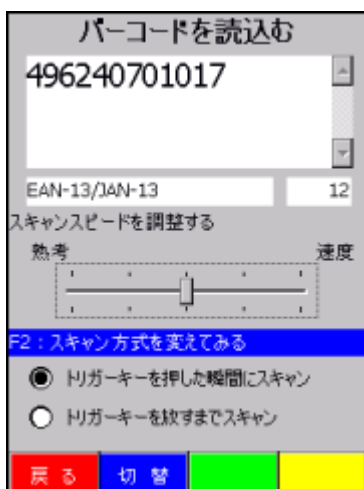 バーコードを読込む
496240701017
EAN-13/JAN-13 12
スキャンスピードを調整する
熟考 速度
F2：スキャン方式を変えてみる
トリガーキーを押した瞬間にスキャン
トリガーキーを放すまでスキャン
戻る 切替